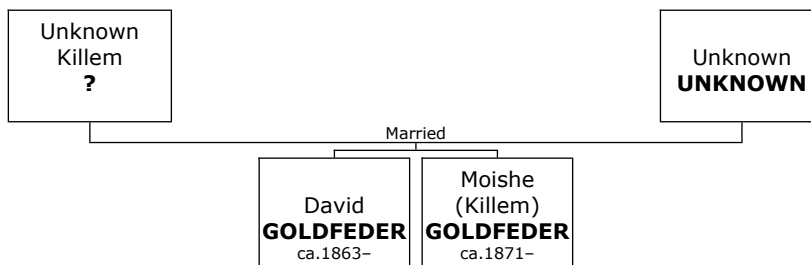 Unknown
Killem
?
Unknown
UNKNOWN
Married
David
GOLDFEDER
ca.1863–
Moishe
(Killem)
GOLDFEDER
ca.1871–